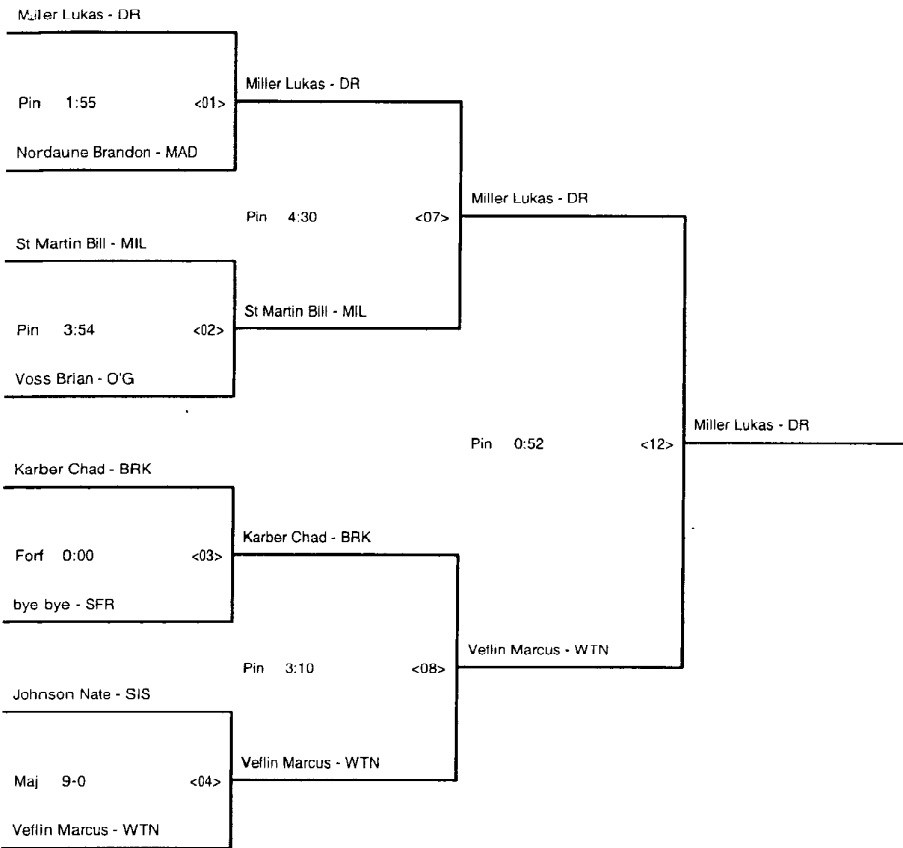 Miller Lukas - DR
Miller Lukas - DR
Pin 1:55 <01>
Nordaune Brandon - MAD
Miller Lukas - DR
Pin 4:30 <07>
St Martin Bill - MIL
St Martin Bill - MIL
Pin 3:54 <02>
Voss Brian - O'G
Miller Lukas - DR
Pin 0:52 <12>
Karber Chad - BRK
Karber Chad - BRK
Forf 0:00 <03>
bye bye - SFR
Veflin Marcus - WTN
Pin 3:10 <08>
Johnson Nate - SIS
Veflin Marcus - WTN
Maj 9-0 <04>
Veflin Marcus - WTN